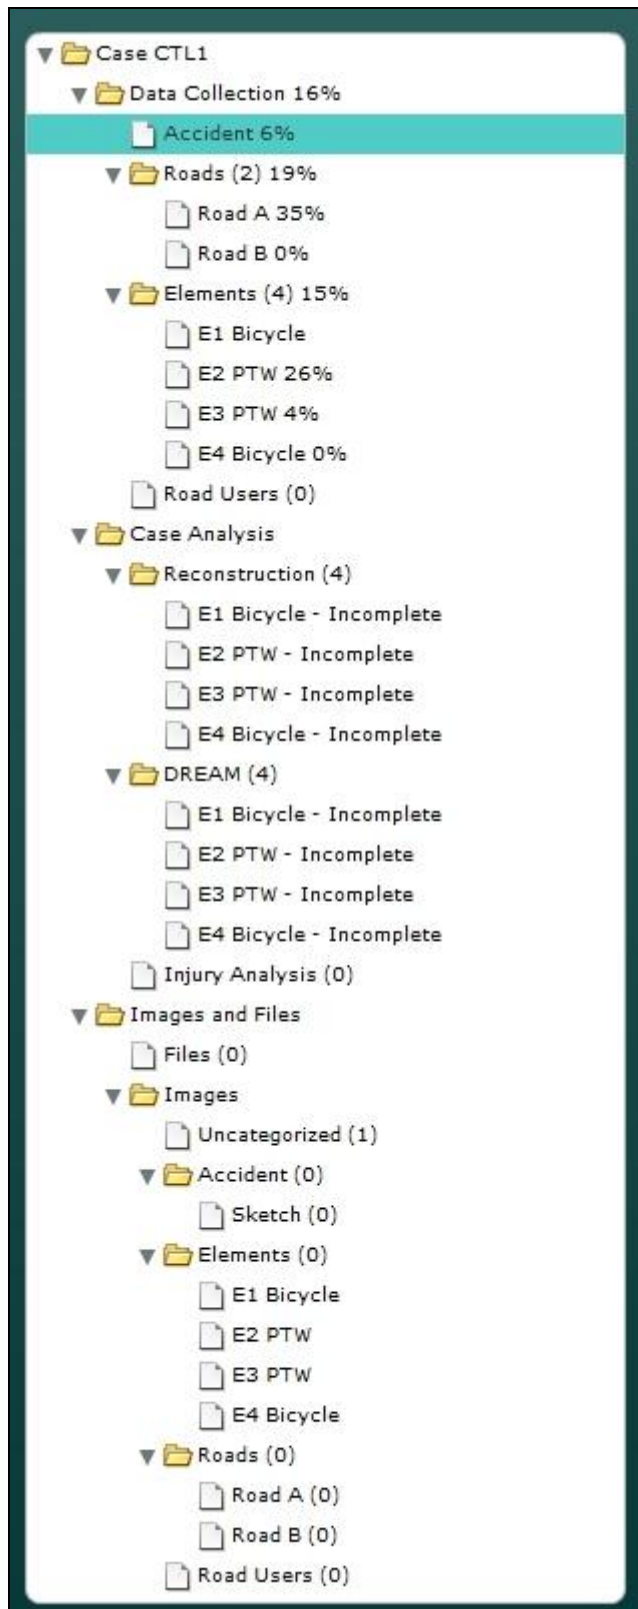 Case CTL1
Data Collection 16%
Accident 6%
Roads (2) 19%
Road A 35%
Road B 0%
Elements (4) 15%
E1 Bicycle
E2 PTW 26%
E3 PTW 4%
E4 Bicycle 0%
Road Users (0)
Case Analysis
Reconstruction (4)
E1 Bicycle - Incomplete
E2 PTW - Incomplete
E3 PTW - Incomplete
E4 Bicycle - Incomplete
DREAM (4)
E1 Bicycle - Incomplete
E2 PTW - Incomplete
E3 PTW - Incomplete
E4 Bicycle - Incomplete
Injury Analysis (0)
Images and Files
Files (0)
Images
Uncategorized (1)
Accident (0)
Sketch (0)
Elements (0)
E1 Bicycle
E2 PTW
E3 PTW
E4 Bicycle
Roads (0)
Road A (0)
Road B (0)
Road Users (0)